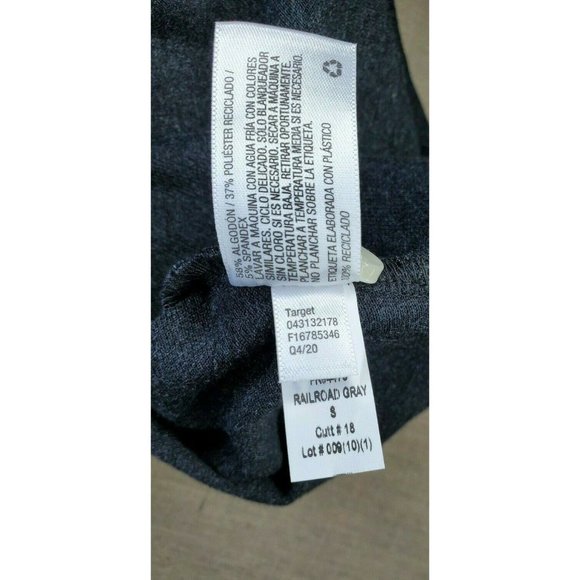 58% ALGODÓN / 37% POLIÉSTER RECICLADO /
5% SPANDEX
LAVAR A MÁQUINA CON AGUA FRÍA CON COLORES
SIMILARES. CICLO DELICADO. SÓLO BLANQUEADOR
SIN CLORO SI ES NECESARIO. SECAR A MÁQUINA A
TEMPERATURA BAJA. RETIRAR OPORTUNAMENTE.
PLANCHAR A TEMPERATURA MEDIA SI ES NECESARIO.
NO PLANCHAR SOBRE LA ETIQUETA.
ETIQUETA ELABORADA CON PLÁSTICO
100% RECICLADO
Target
043132178
F16785346
Q4/20
RAILROAD GRAY
S
Cutt # 18
Lot # 009(10)(1)